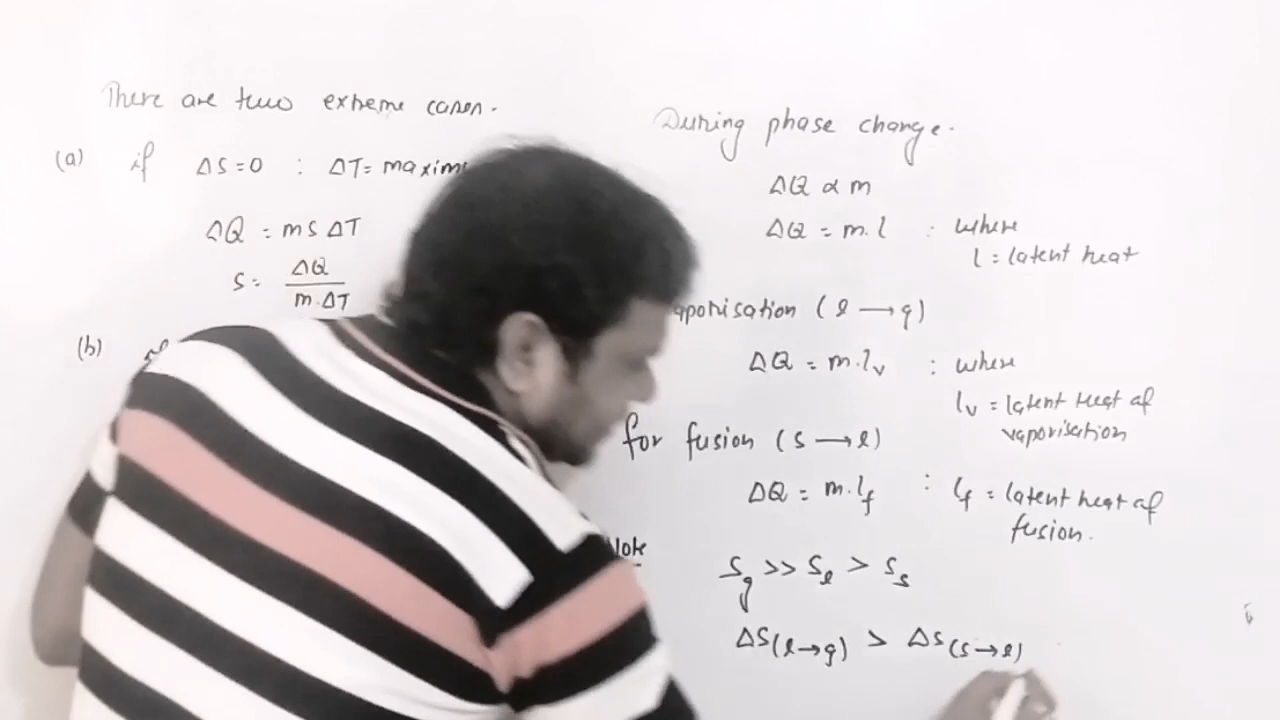 There are two extreme cases.
(a) if ΔS=0 : ΔT= maxim
ΔQ = ms ΔT
s = ΔQ / m.ΔT
(b)
During phase change.
ΔQ ∝ m
ΔQ = m.l : where
l = latent heat
aporisation (l → g)
ΔQ = m.lv : where
lv = latent heat of
vaporisation
for fusion (s → l)
ΔQ = m.lf : lf = latent heat of
fusion.
Note
Sg >> Sl > Ss
ΔS(l→g) > ΔS(s→l)